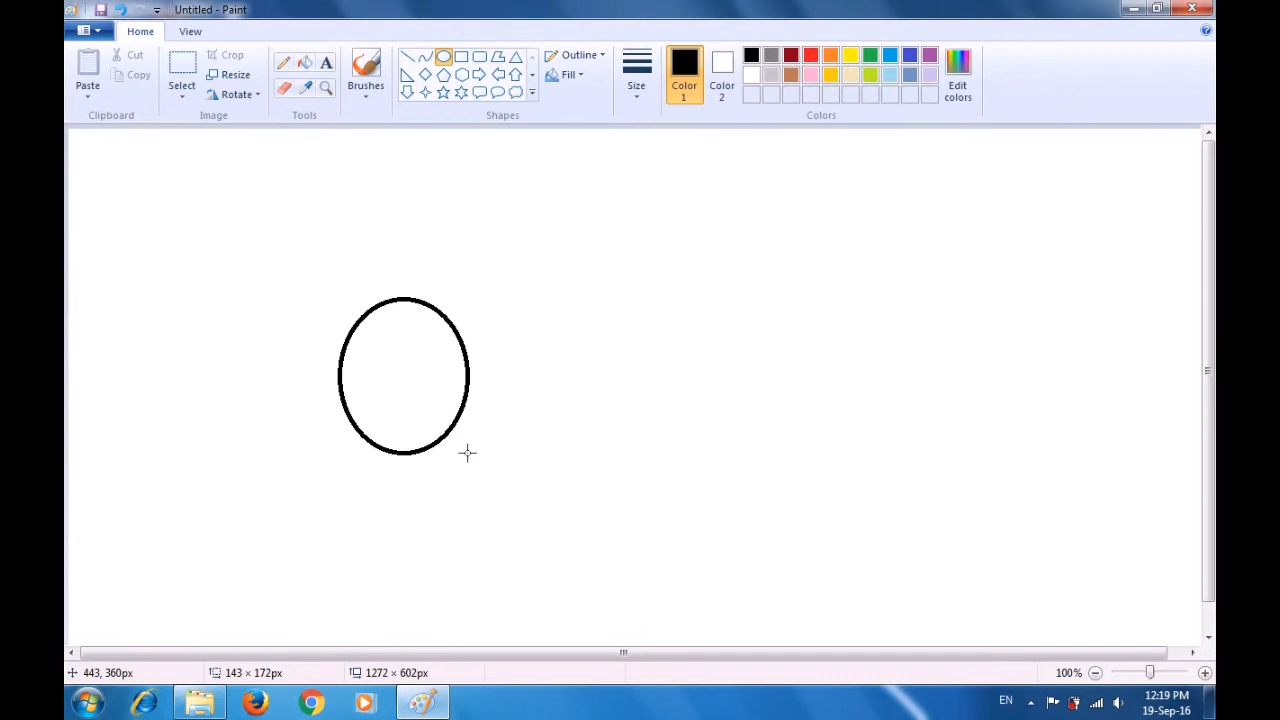 Untitled - Paint
Home View
Paste
Cut
Copy
Clipboard
Select
Crop
Resize
Rotate
Image
A
Tools
Brushes
Shapes
Outline
Fill
Size
Color 1
Color 2
Edit colors
Colors
443, 360px
143 × 172px
1272 × 602px
100%
EN
12:19 PM
19-Sep-16